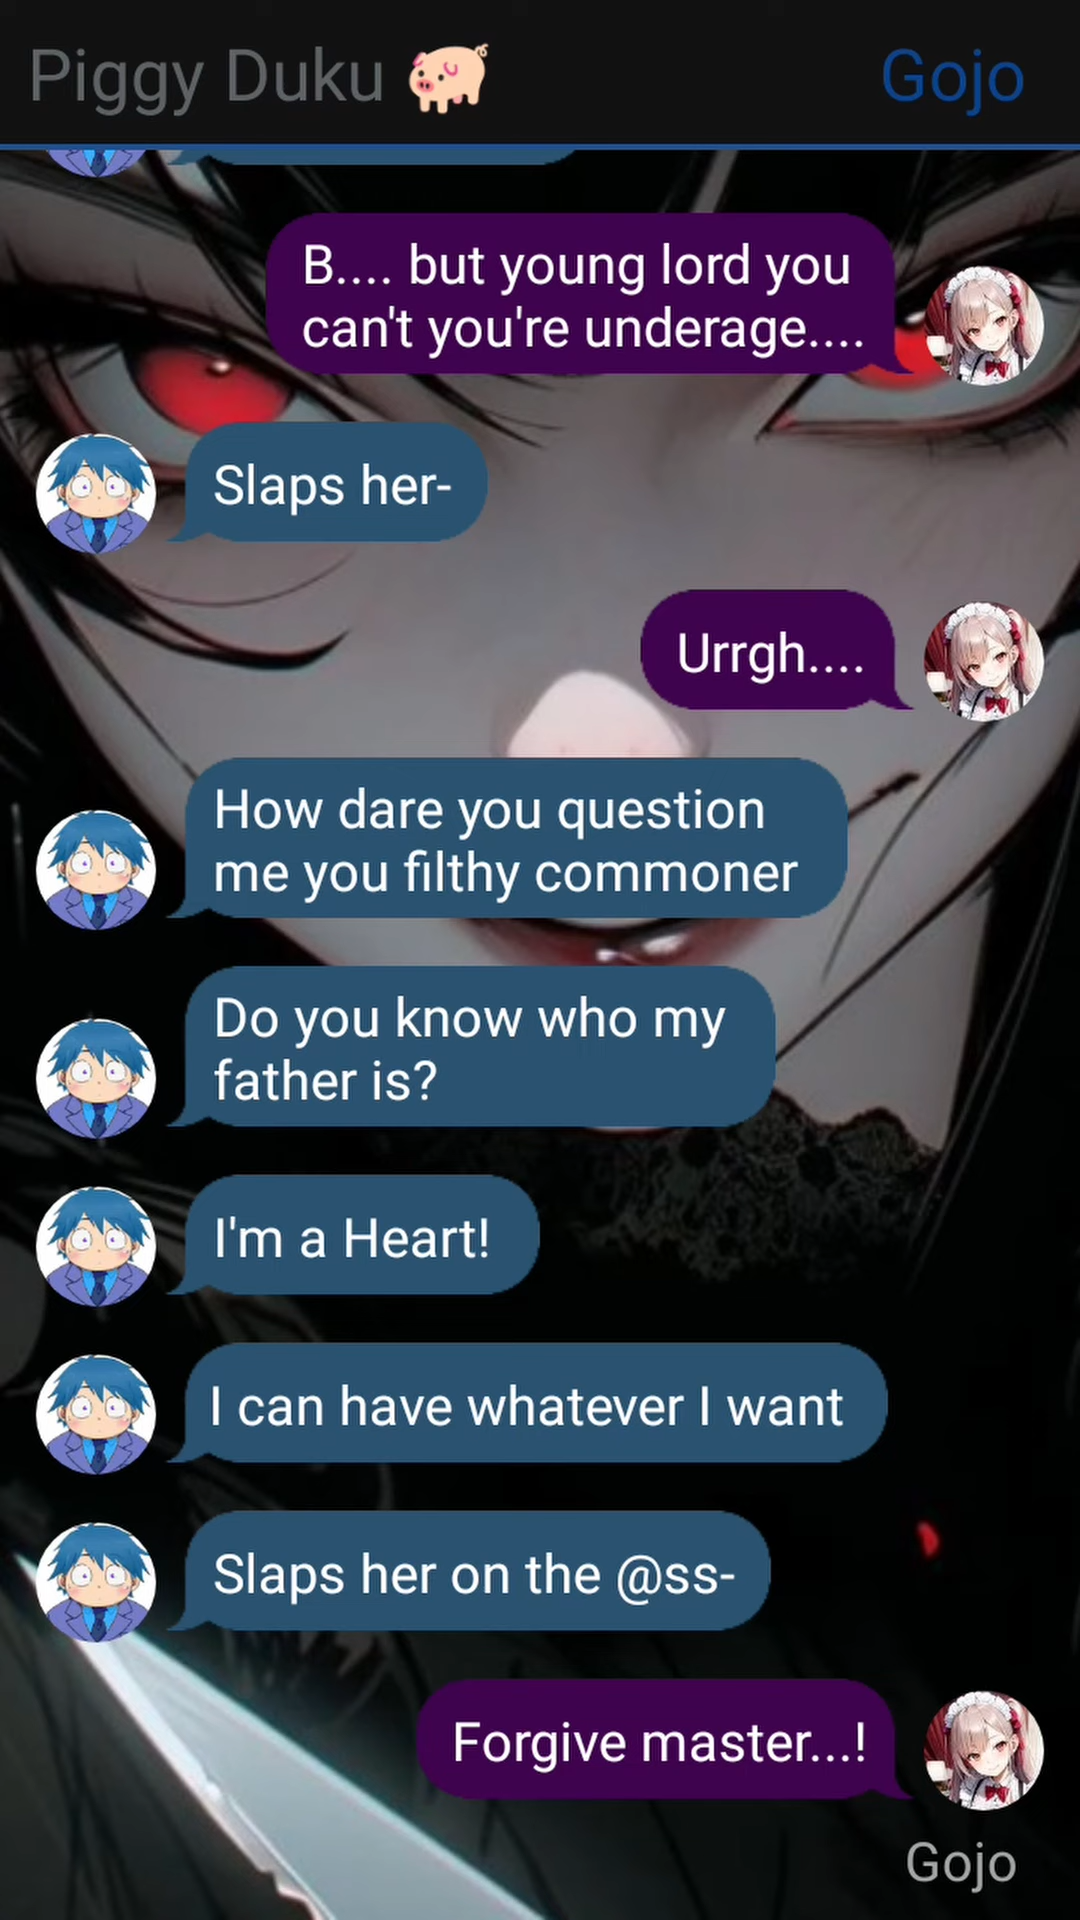 Piggy Duku 🐷
Gojo
B.... but young lord you
can't you're underage....
Slaps her-
Urrgh....
How dare you question
me you filthy commoner
Do you know who my
father is?
I'm a Heart!
I can have whatever I want
Slaps her on the @ss-
Forgive master...!
Gojo